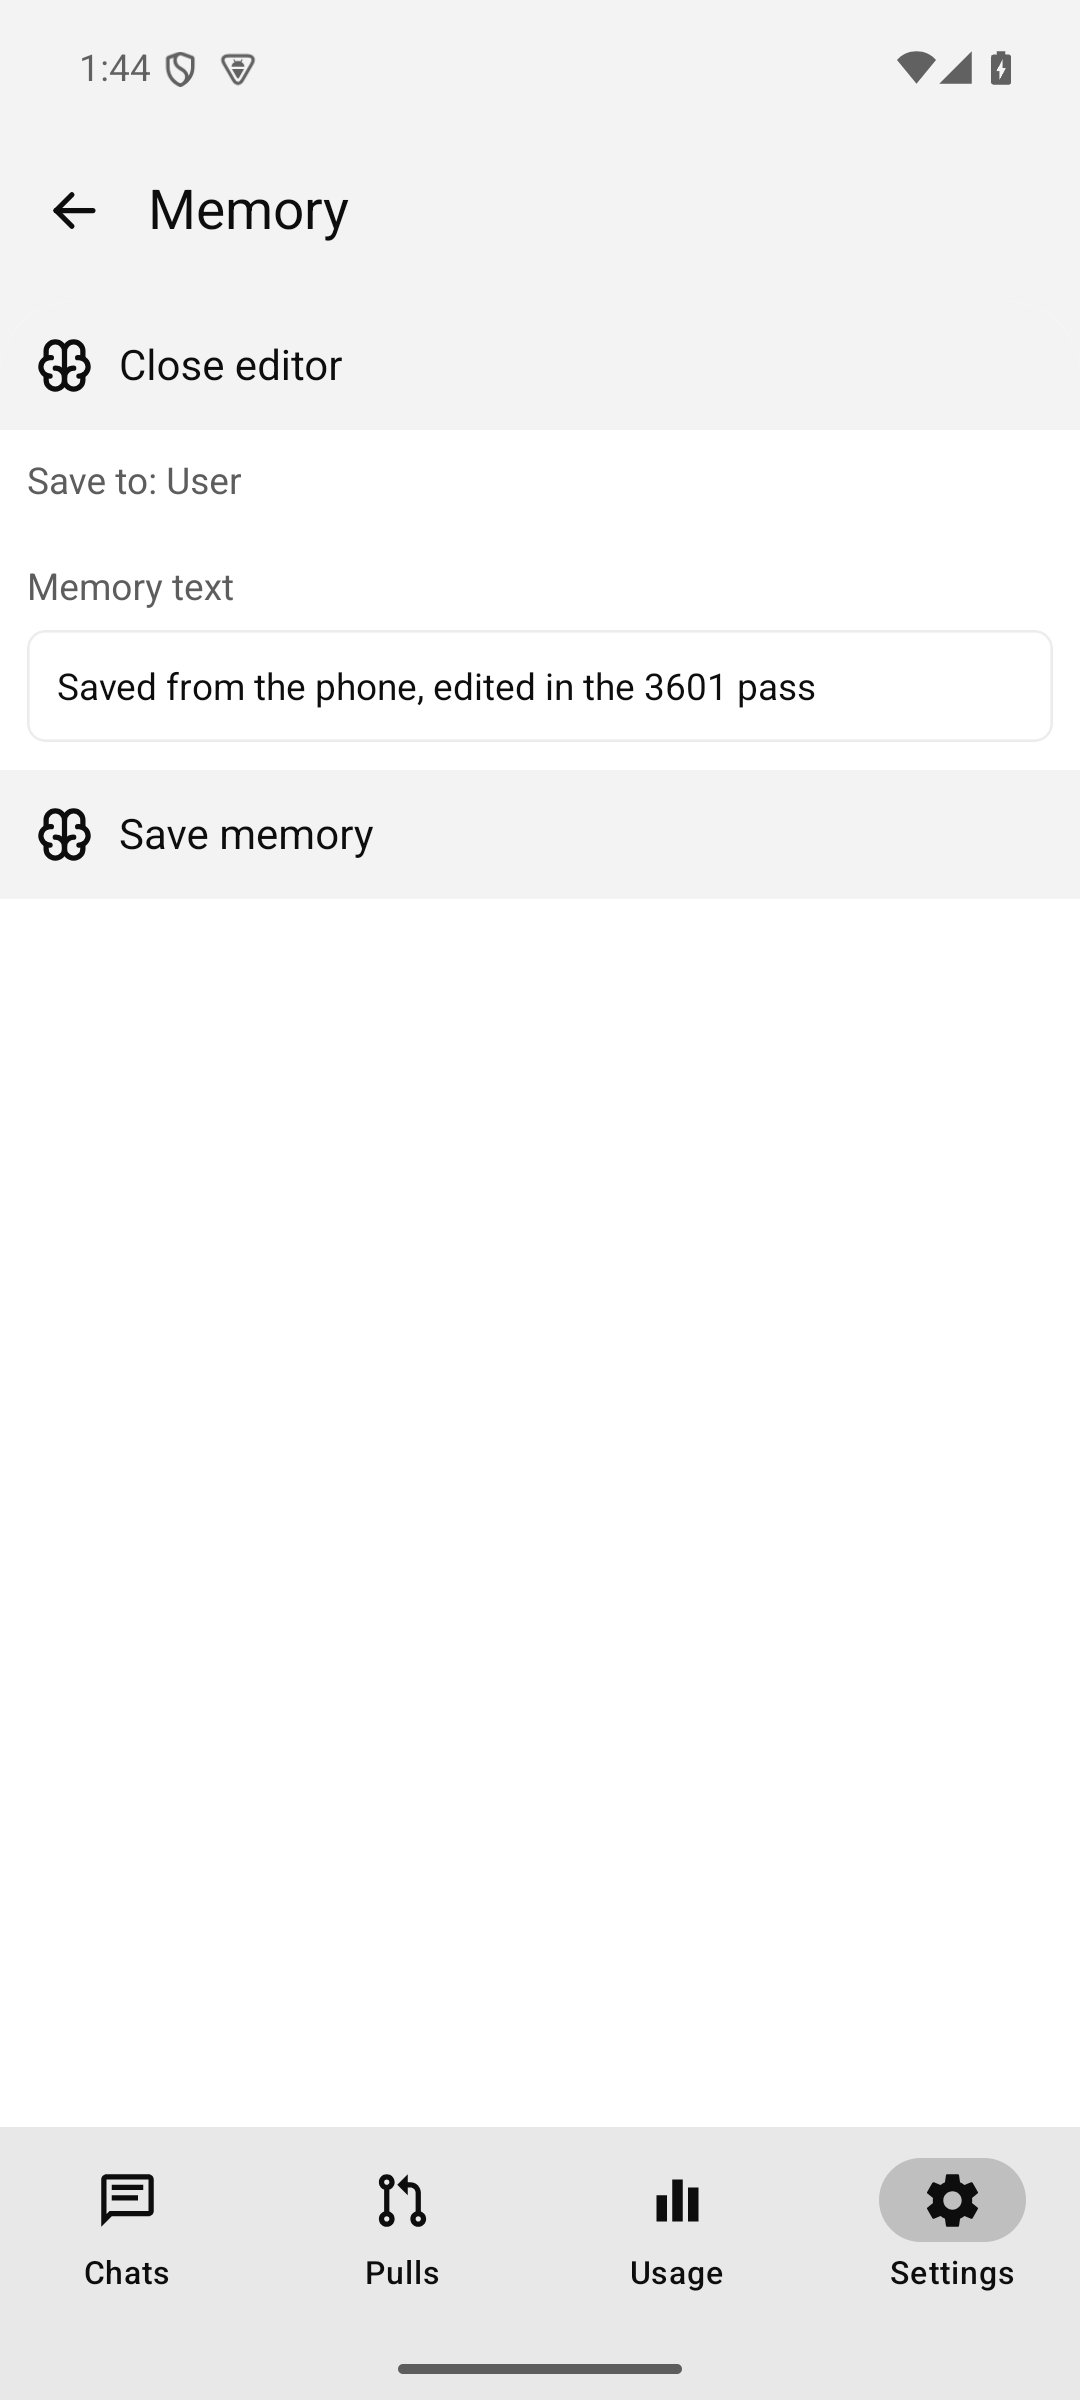 1:44
Memory
Close editor
Save to: User
Memory text
Saved from the phone, edited in the 3601 pass
Save memory
Chats
Pulls
Usage
Settings